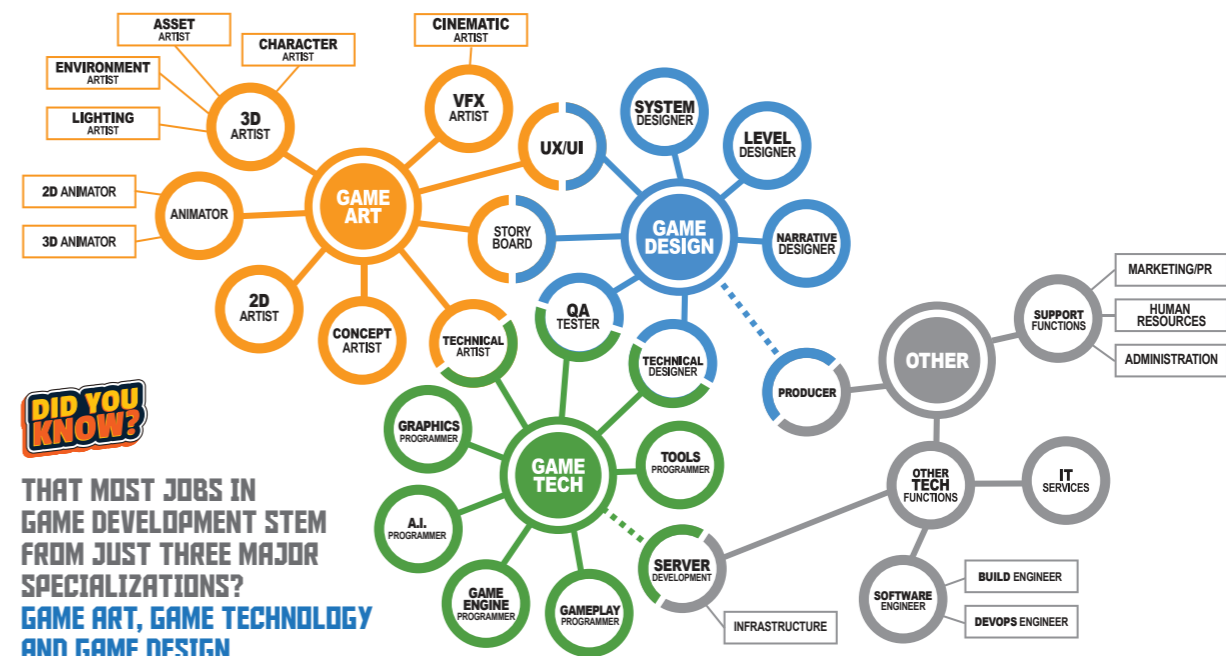 ASSET
ARTIST
CHARACTER
ARTIST
ENVIRONMENT
ARTIST
LIGHTING
ARTIST
3D
ARTIST
CINEMATIC
ARTIST
VFX
ARTIST
2D ANIMATOR
3D ANIMATOR
ANIMATOR
GAME
ART
2D
ARTIST
CONCEPT
ARTIST
UX/UI
STORY
BOARD
TECHNICAL
ARTIST
SYSTEM
DESIGNER
LEVEL
DESIGNER
GAME
DESIGN
NARRATIVE
DESIGNER
QA
TESTER
TECHNICAL
DESIGNER
PRODUCER
OTHER
SUPPORT
FUNCTIONS
MARKETING/PR
HUMAN
RESOURCES
ADMINISTRATION
GRAPHICS
PROGRAMMER
GAME
TECH
TOOLS
PROGRAMMER
A.I.
PROGRAMMER
GAME
ENGINE
PROGRAMMER
GAMEPLAY
PROGRAMMER
SERVER
DEVELOPMENT
INFRASTRUCTURE
OTHER
TECH
FUNCTIONS
IT
SERVICES
SOFTWARE
ENGINEER
BUILD ENGINEER
DEVOPS ENGINEER
DID YOU
KNOW?
THAT MOST JOBS IN
GAME DEVELOPMENT STEM
FROM JUST THREE MAJOR
SPECIALIZATIONS?
GAME ART, GAME TECHNOLOGY
AND GAME DESIGN